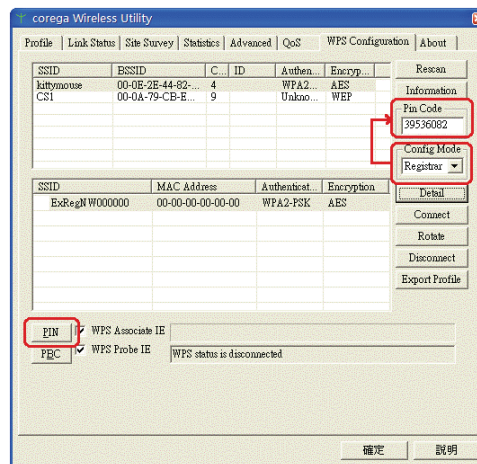 corega Wireless Utility
Profile Link Status Site Survey Statistics Advanced QoS WPS Configuration About
SSID BSSID C... ID Authen... Encryp...
kittymouse 00-0E-2E-44-82-... 4 WPA2... AES
CS1 00-0A-79-CB-E... 9 Unkno... WEP
Rescan
Information
Pin Code
39536082
Config Mode
Registrar
SSID MAC Address Authenticat... Encryption
ExRegNW000000 00-00-00-00-00-00 WPA2-PSK AES
Detail
Connect
Rotate
Disconnect
Export Profile
PIN WPS Associate IE
PBC WPS Probe IE WPS status is disconnected
確定 説明